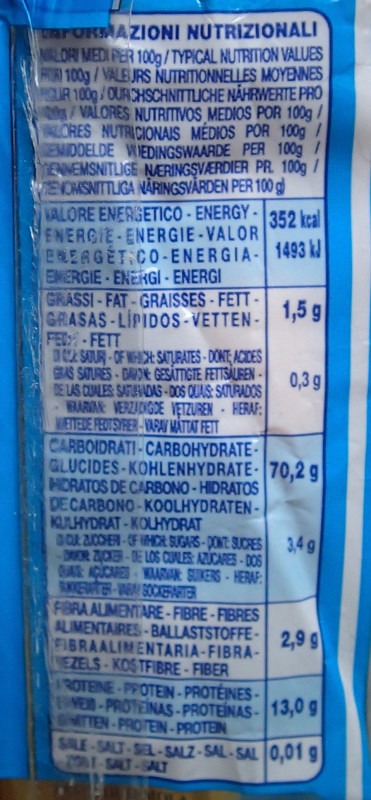 INFORMAZIONI NUTRIZIONALI
VALORI MEDI PER 100g / TYPICAL NUTRITION VALUES
PER 100g / VALEURS NUTRITIONNELLES MOYENNES
POUR 100g / DURCHSCHNITTLICHE NÄHRWERTE PRO
100g / VALORES NUTRITIVOS MEDIOS POR 100g /
VALORES NUTRICIONAIS MÉDIOS POR 100g /
GEMIDDELDE VOEDINGSWAARDE PER 100g /
GENNEMSNITLIGE NÆRINGSVÆRDIER PR. 100g /
GENOMSNITTLIGA NÄRINGSVÄRDEN PER 100 g)
VALORE ENERGETICO - ENERGY - 352 kcal
ENERGIE - ENERGIE - VALOR
ENERGÉTICO - ENERGIA - 1493 kJ
ENERGIE - ENERGI - ENERGI
GRASSI - FAT - GRAISSES - FETT - 1,5 g
GRASAS - LÍPIDOS - VETTEN -
FEDT - FETT
DI CUI: SATURI - OF WHICH: SATURATES - DONT: ACIDES
GRAS SATURES - DAVON: GESÄTTIGTE FETTSÄUREN - 0,3 g
DE LAS CUALES: SATURADAS - DOS QUAIS: SATURADOS
- WAARVAN: VERZADIGDE VETZUREN - HERAF:
MÆTTEDE FEDTSYRER - VARAV MÄTTAT FETT
CARBOIDRATI - CARBOHYDRATE -
GLUCIDES - KOHLENHYDRATE - 70,2 g
HIDRATOS DE CARBONO - HIDRATOS
DE CARBONO - KOOLHYDRATEN -
KULHYDRAT - KOLHYDRAT
DI CUI: ZUCCHERI - OF WHICH: SUGARS - DONT: SUCRES
- DAVON: ZUCKER - DE LOS CUALES: AZUCARES - DOS 3,4 g
QUAIS: AÇUCARES - WAARVAN: SUIKERS - HERAF:
SUKKERARTER - VARAV SOCKERARTER
FIBRA ALIMENTARE - FIBRE - FIBRES
ALIMENTAIRES - BALLASTSTOFFE -
FIBRA ALIMENTARIA - FIBRA - 2,9 g
VEZELS - KOSTFIBRE - FIBER
PROTEINE - PROTEIN - PROTÉINES -
EIWEIß - PROTEÍNAS - PROTEÍNAS - 13,0 g
EIWITTEN - PROTEIN - PROTEIN
SALE - SALT - SEL - SALZ - SAL - SAL 0,01 g
ZOUT - SALT - SALT